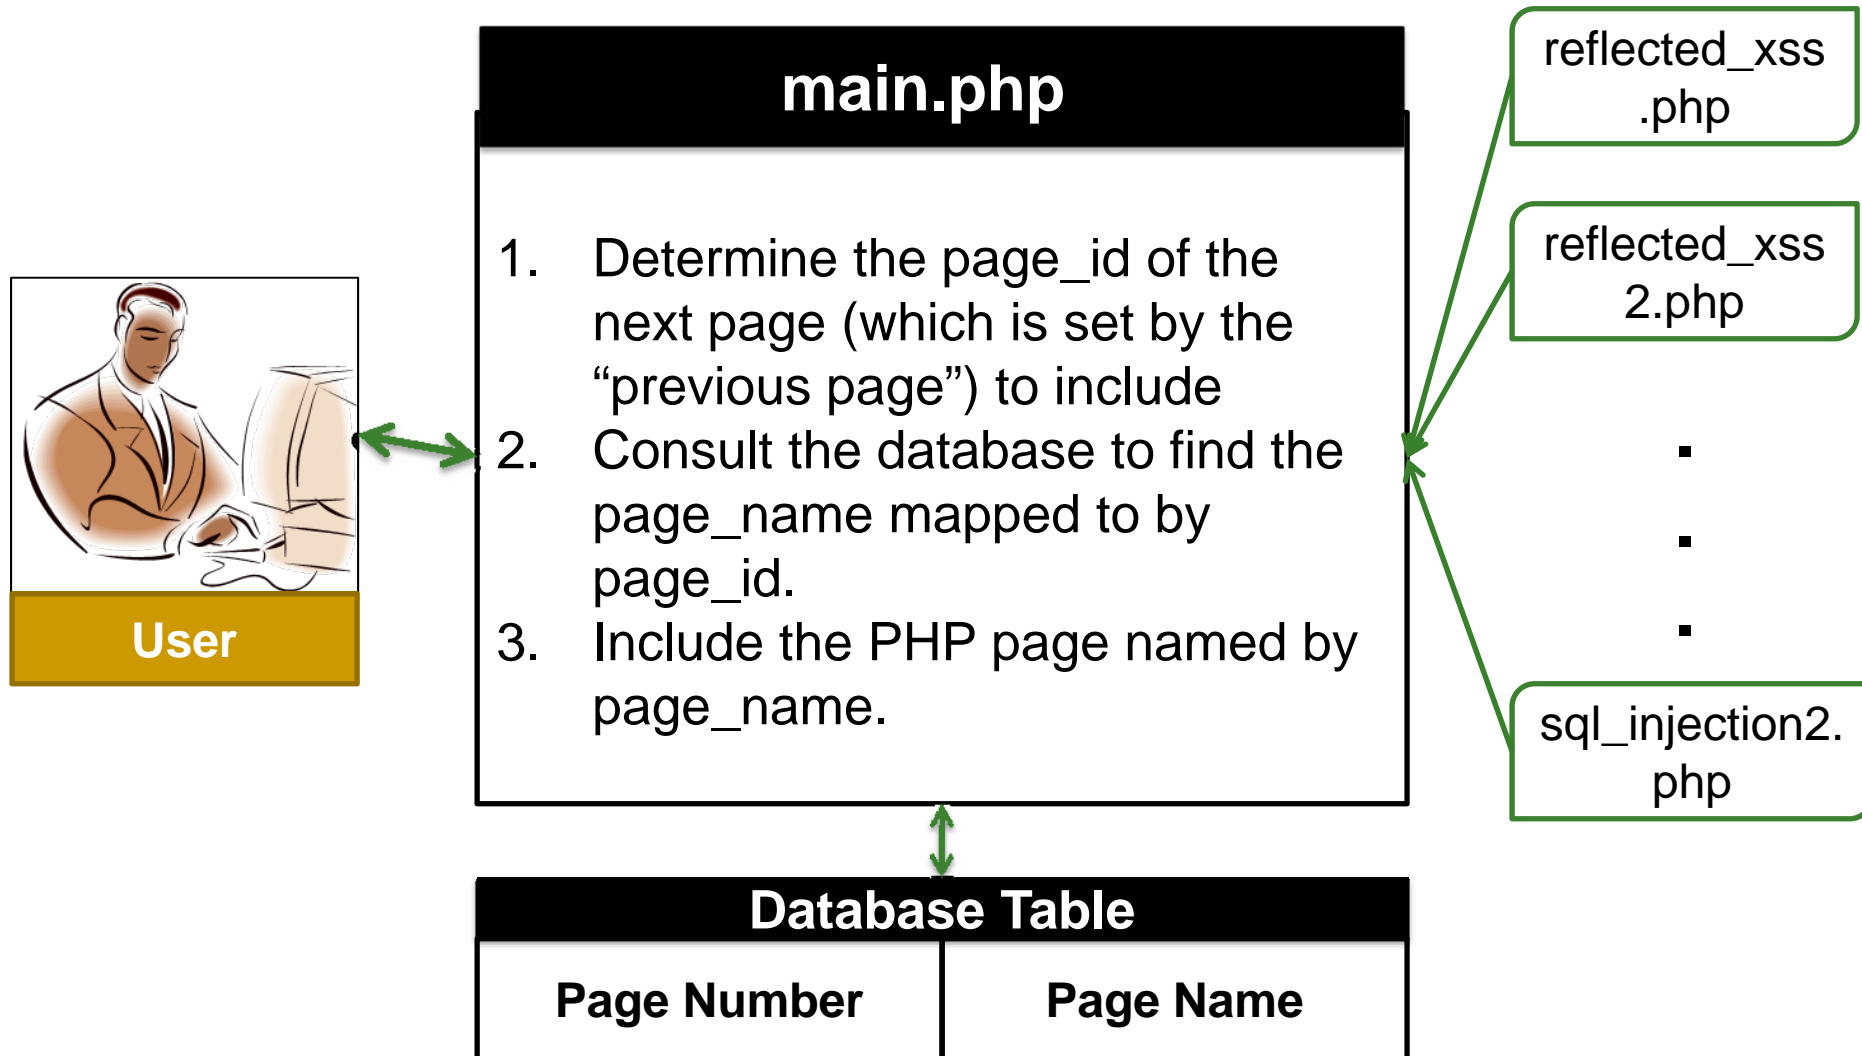 main.php
reflected_xss
.php
reflected_xss
2.php
1. Determine the page_id of the
next page (which is set by the
“previous page”) to include
2. Consult the database to find the
page_name mapped to by
page_id.
3. Include the PHP page named by
page_name.
User
sql_injection2.
php
Database Table
Page Number
Page Name